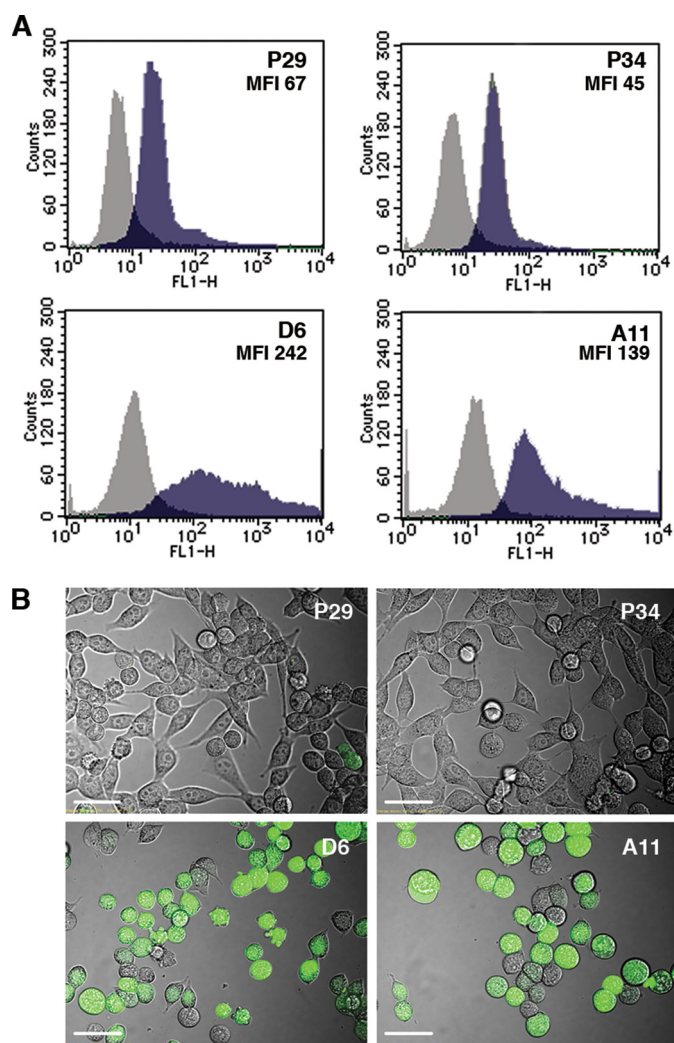 A
P29
MFI 67
300
240
180
120
60
0
Counts
10⁰ 10¹ 10² 10³ 10⁴
FL1-H
P34
MFI 45
300
240
180
120
60
0
Counts
10⁰ 10¹ 10² 10³ 10⁴
FL1-H
D6
MFI 242
300
240
180
120
60
0
Counts
10⁰ 10¹ 10² 10³ 10⁴
FL1-H
A11
MFI 139
300
240
180
120
60
0
Counts
10⁰ 10¹ 10² 10³ 10⁴
FL1-H
B
P29
P34
D6
A11